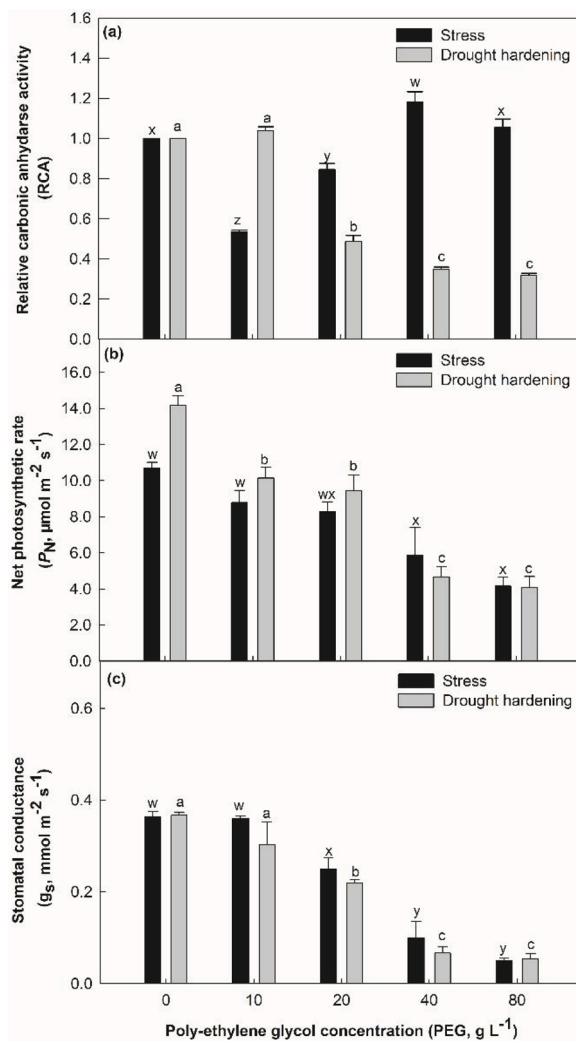 (a)
Stress
Drought hardening
Relative carbonic anhydarse activity
(RCA)
1.6
1.4
1.2
1.0
0.8
0.6
0.4
0.2
0.0
x a
z a
y b
w c
x c
(b)
Stress
Drought hardening
Net photosynthetic rate
(PN, µmol m-2 s-1)
16.0
14.0
12.0
10.0
8.0
6.0
4.0
2.0
0.0
w a
w b
wx b
x c
x c
(c)
Stress
Drought hardening
Stomatal conductance
(gs, mmol m-2 s-1)
0.6
0.4
0.2
0.0
w a
w a
x b
y c
y c
0 10 20 40 80
Poly-ethylene glycol concentration (PEG, g L-1)